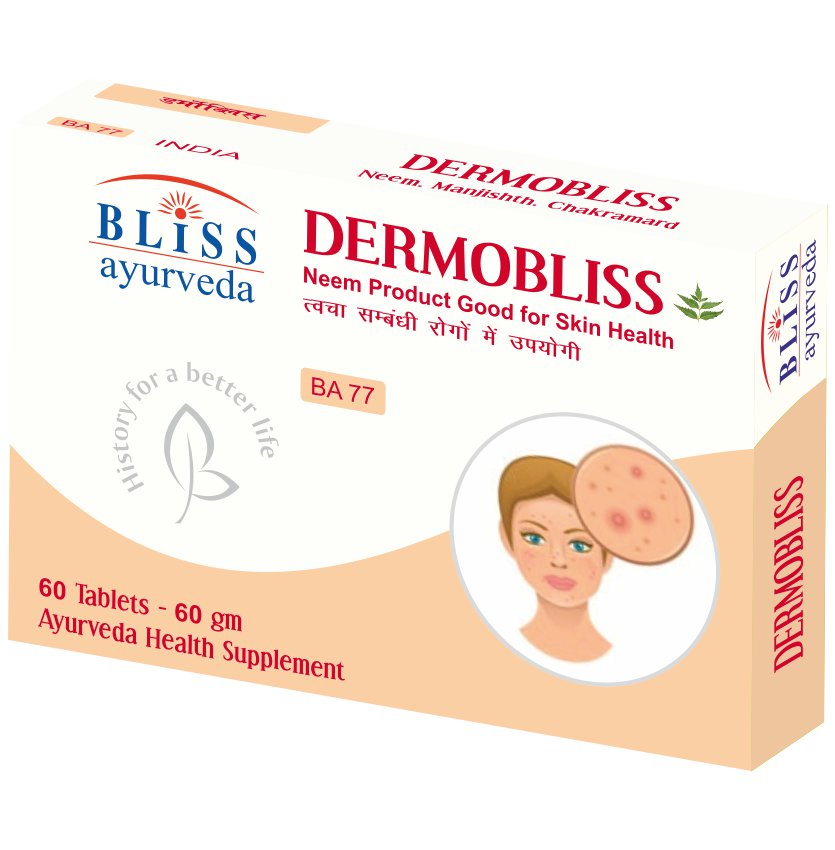 डर्मोब्लिस
BA 77
INDIA
DERMOBLISS
Neem. Manjishth. Chakramard
BLiSS
ayurveda
DERMOBLISS
Neem Product Good for Skin Health
त्वचा सम्बंधी रोगों में उपयोगी
BA 77
History for a better life
60 Tablets - 60 gm
Ayurveda Health Supplement
BLiSS
ayurveda
DERMOBLISS